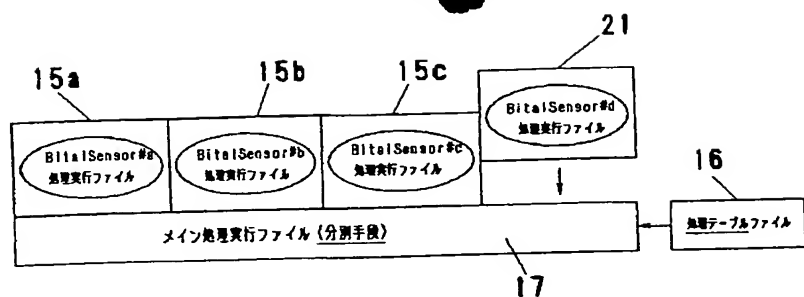 21
15a
15b
15c
BitalSensor#d
処理実行ファイル
BitalSensor#a
処理実行ファイル
BitalSensor#b
処理実行ファイル
BitalSensor#c
処理実行ファイル
16
メイン処理実行ファイル(分別手段)
処理テーブルファイル
17